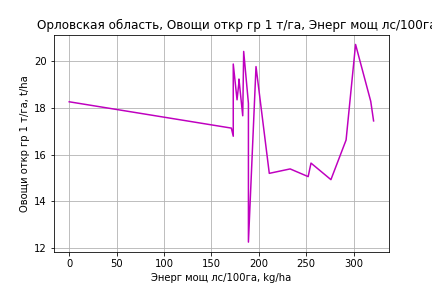 Орловская область, Овощи откр гр 1 т/га, Энерг мощ лс/100га
20
18
16
14
12
Овощи откр гр 1 т/га, t/ha
0 50 100 150 200 250 300
Энерг мощ лс/100га, kg/ha